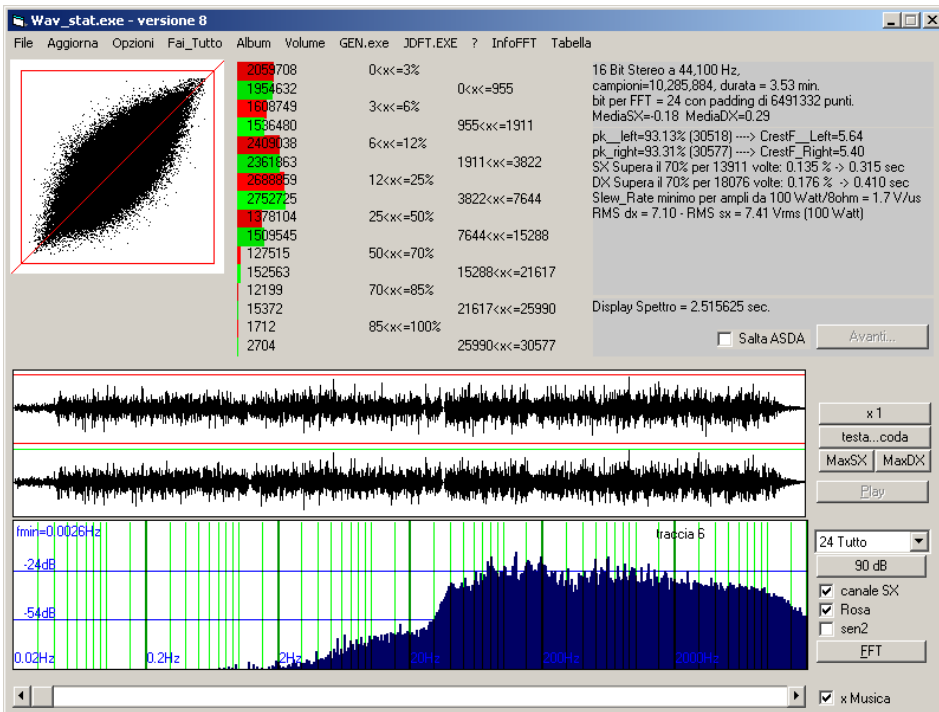 Wav_stat.exe - versione 8
File Aggiorna Opzioni Fai_Tutto Album Volume GEN.exe JDFT.EXE ? InfoFFT Tabella
2059708 0<x<=3%
1954632 0<x<=955
1608749 3<x<=6%
1536480 955<x<=1911
2409038 6<x<=12%
2361863 1911<x<=3822
2688859 12<x<=25%
2752725 3822<x<=7644
1378104 25<x<=50%
1509545 7644<x<=15288
127515 50<x<=70%
152563 15288<x<=21617
12199 70<x<=85%
15372 21617<x<=25990
1712 85<x<=100%
2704 25990<x<=30577
16 Bit Stereo a 44,100 Hz,
campioni=10,285,884, durata = 3.53 min.
bit per FFT = 24 con padding di 6491332 punti.
MediaSX=-0.18 MediaDX=0.29
pk__left=93.13% (30518) ----> CrestF__Left=5.64
pk_right=93.31% (30577) ----> CrestF_Right=5.40
SX Supera il 70% per 13911 volte: 0.135 % -> 0.315 sec
DX Supera il 70% per 18076 volte: 0.176 % -> 0.410 sec
Slew_Rate minimo per ampli da 100 Watt/8ohm = 1.7 V/us
RMS dx = 7.10 - RMS sx = 7.41 Vrms (100 Watt)
Display Spettro = 2.515625 sec.
Salta ASDA Avanti...
x 1
testa...coda
MaxSX MaxDX
Play
fmin=0.0026Hz traccia 6
-24dB
-54dB
0.02Hz 0.2Hz 2Hz 20Hz 200Hz 2000Hz
24 Tutto
90 dB
canale SX
Rosa
sen2
FFT
x Musica